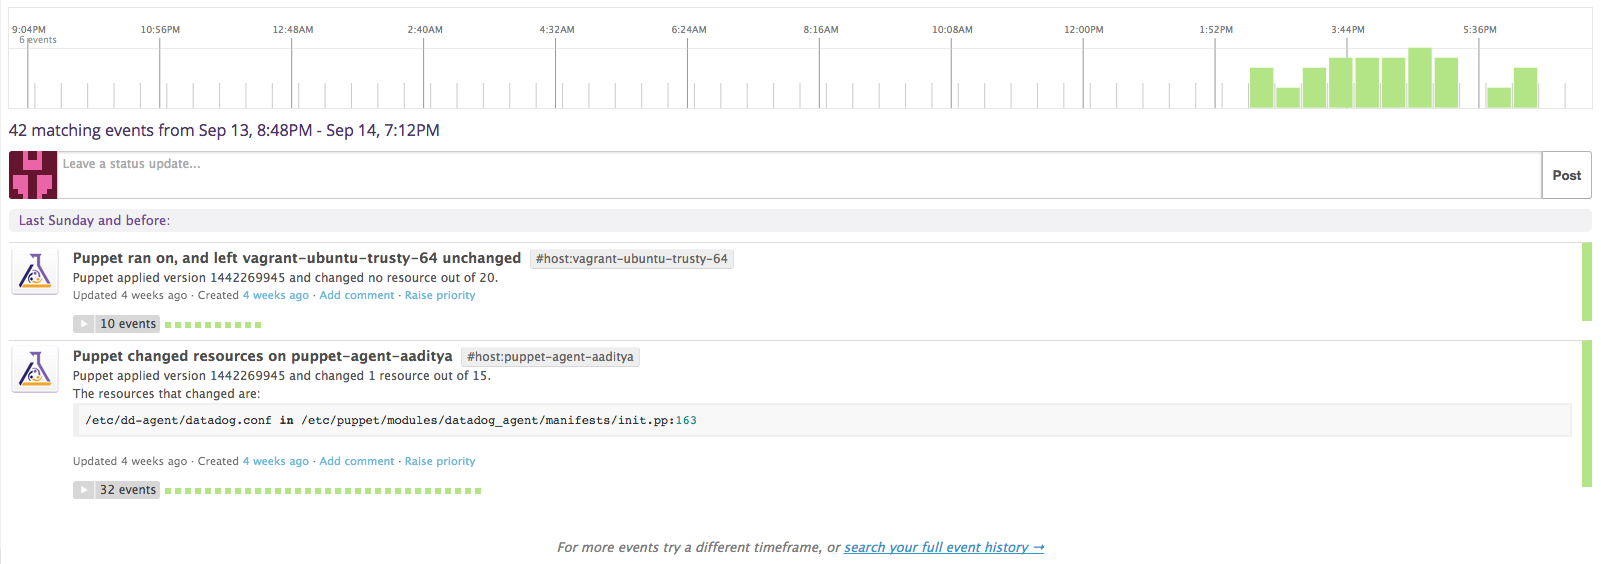 9:04PM 10:56PM 12:48AM 2:40AM 4:32AM 6:24AM 8:16AM 10:08AM 12:00PM 1:52PM 3:44PM 5:36PM
6 events
42 matching events from Sep 13, 8:48PM - Sep 14, 7:12PM
Leave a status update...
Post
Last Sunday and before:
Puppet ran on, and left vagrant-ubuntu-trusty-64 unchanged #host:vagrant-ubuntu-trusty-64
Puppet applied version 1442269945 and changed no resource out of 20.
Updated 4 weeks ago · Created 4 weeks ago · Add comment · Raise priority
10 events
Puppet changed resources on puppet-agent-aaditya #host:puppet-agent-aaditya
Puppet applied version 1442269945 and changed 1 resource out of 15.
The resources that changed are:
/etc/dd-agent/datadog.conf in /etc/puppet/modules/datadog_agent/manifests/init.pp:163
Updated 4 weeks ago · Created 4 weeks ago · Add comment · Raise priority
32 events
For more events try a different timeframe, or search your full event history →